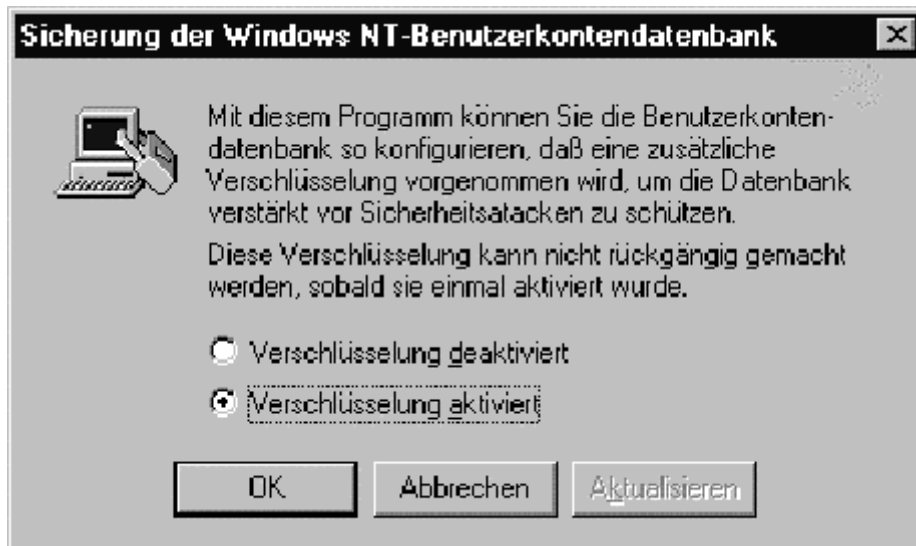 Sicherung der Windows NT-Benutzerkontendatenbank
Mit diesem Programm können Sie die Benutzerkonten-
datenbank so konfigurieren, daß eine zusätzliche
Verschlüsselung vorgenommen wird, um die Datenbank
verstärkt vor Sicherheitsatacken zu schützen.
Diese Verschlüsselung kann nicht rückgängig gemacht
werden, sobald sie einmal aktiviert wurde.
Verschlüsselung deaktiviert
Verschlüsselung aktiviert
OK Abbrechen Aktualisieren